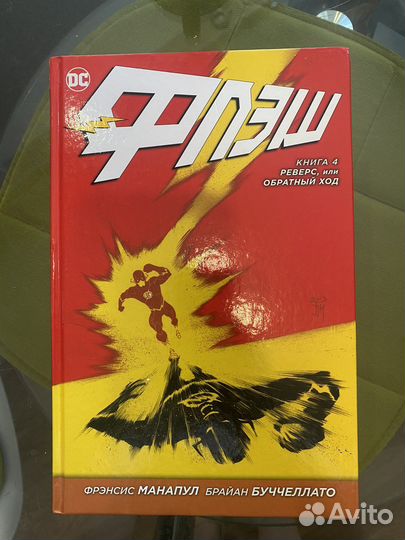 DC
ФЛЭШ
КНИГА 4
РЕВЕРС, или
ОБРАТНЫЙ ХОД
ФРЭНСИС МАНАПУЛ БРАЙАН БУЧЧЕЛЛАТО
Avito